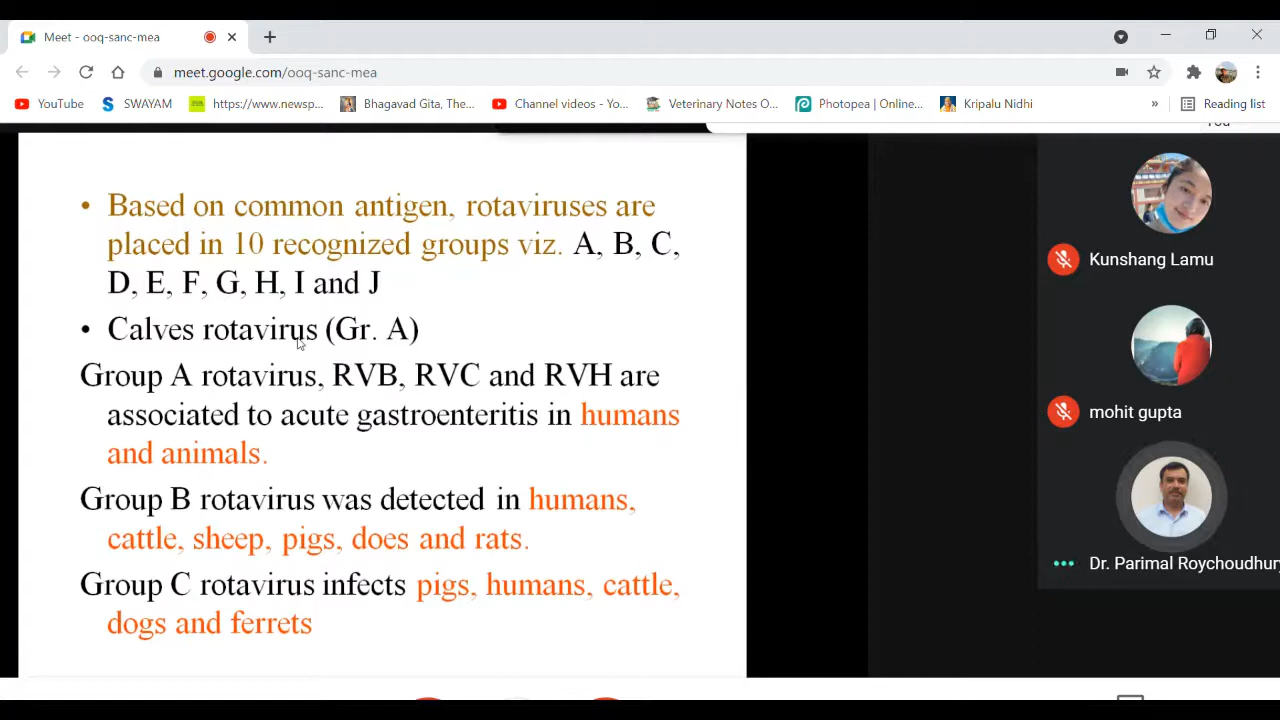 Meet - ooq-sanc-mea
meet.google.com/ooq-sanc-mea
YouTube
SWAYAM
https://www.newsp...
Bhagavad Gita, The...
Channel videos - Yo...
Veterinary Notes O...
Photopea | Online...
Kripalu Nidhi
»
Reading list
You
• Based on common antigen, rotaviruses are
placed in 10 recognized groups viz. A, B, C,
D, E, F, G, H, I and J
• Calves rotavirus (Gr. A)
Group A rotavirus, RVB, RVC and RVH are
associated to acute gastroenteritis in humans
and animals.
Group B rotavirus was detected in humans,
cattle, sheep, pigs, does and rats.
Group C rotavirus infects pigs, humans, cattle,
dogs and ferrets
Kunshang Lamu
mohit gupta
Dr. Parimal Roychoudhury